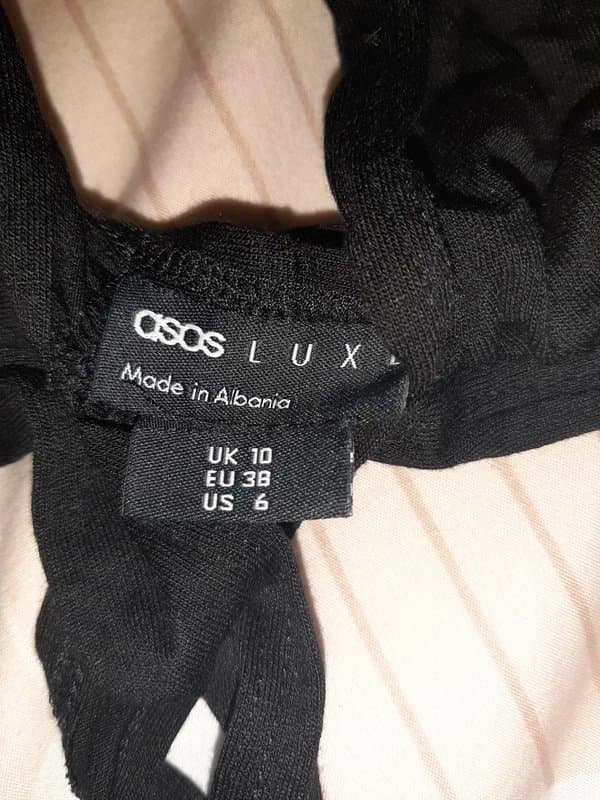 asos LUX
Made in Albania
UK 10
EU 38
US 6